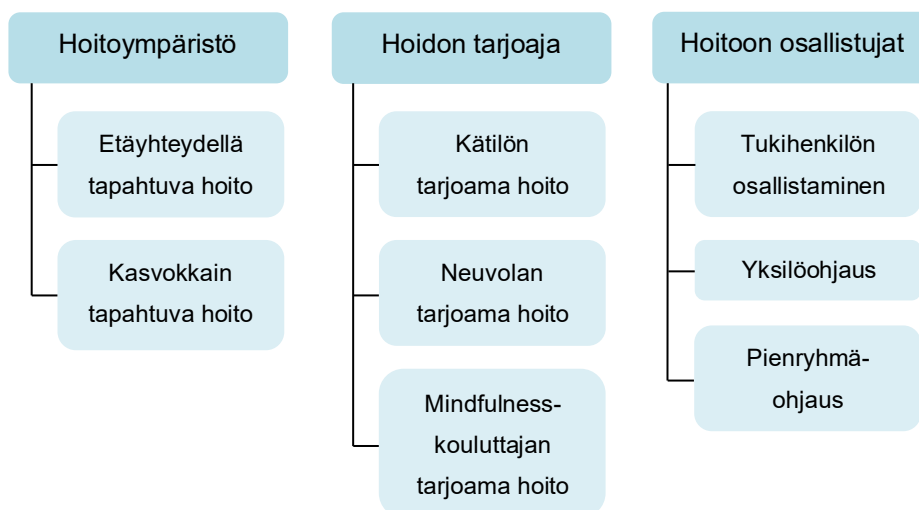 Hoitoympäristö
Etäyhteydellä
tapahtuva hoito
Kasvokkain
tapahtuva hoito
Hoidon tarjoaja
Kätilön
tarjoama hoito
Neuvolan
tarjoama hoito
Mindfulness-
kouluttajan
tarjoama hoito
Hoitoon osallistujat
Tukihenkilön
osallistaminen
Yksilöohjaus
Pienryhmä-
ohjaus